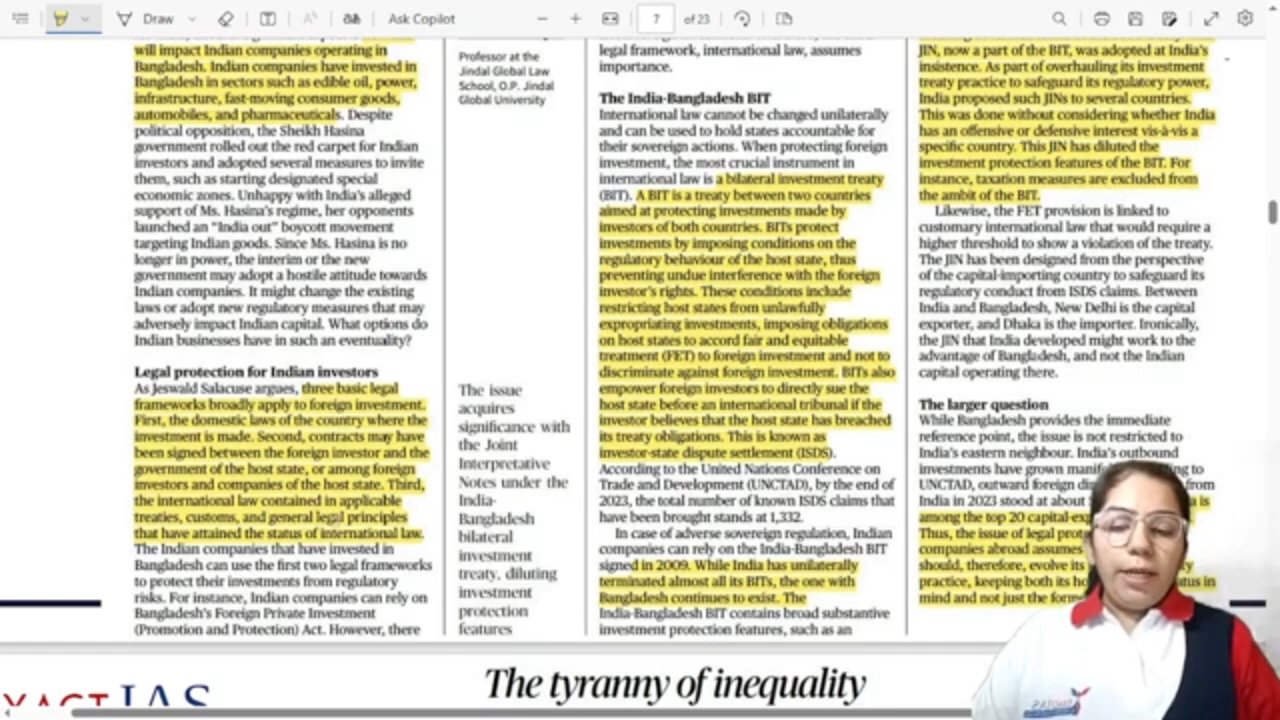 Draw
Ask Copilot
7
of 23
will impact Indian companies operating in
Bangladesh. Indian companies have invested in
Bangladesh in sectors such as edible oil, power,
infrastructure, fast-moving consumer goods,
automobiles, and pharmaceuticals. Despite
political opposition, the Sheikh Hasina
government rolled out the red carpet for Indian
investors and adopted several measures to invite
them, such as starting designated special
economic zones. Unhappy with India's alleged
support of Ms. Hasina's regime, her opponents
launched an "India out" boycott movement
targeting Indian goods. Since Ms. Hasina is no
longer in power, the interim or the new
government may adopt a hostile attitude towards
Indian companies. It might change the existing
laws or adopt new regulatory measures that may
adversely impact Indian capital. What options do
Indian businesses have in such an eventuality?
Legal protection for Indian investors
As Jeswald Salacuse argues, three basic legal
frameworks broadly apply to foreign investment.
First, the domestic laws of the country where the
investment is made. Second, contracts may have
been signed between the foreign investor and the
government of the host state, or among foreign
investors and companies of the host state. Third,
the international law contained in applicable
treaties, customs, and general legal principles
that have attained the status of international law.
The Indian companies that have invested in
Bangladesh can use the first two legal frameworks
to protect their investments from regulatory
risks. For instance, Indian companies can rely on
Bangladesh's Foreign Private Investment
(Promotion and Protection) Act. However, there
Professor at the
Jindal Global Law
School, O.P. Jindal
Global University
The issue
acquires
significance with
the Joint
Interpretative
Notes under the
India-
Bangladesh
bilateral
investment
treaty, diluting
investment
protection
features
legal framework, international law, assumes
importance.
The India-Bangladesh BIT
International law cannot be changed unilaterally
and can be used to hold states accountable for
their sovereign actions. When protecting foreign
investment, the most crucial instrument in
international law is a bilateral investment treaty
(BIT). A BIT is a treaty between two countries
aimed at protecting investments made by
investors of both countries. BITs protect
investments by imposing conditions on the
regulatory behaviour of the host state, thus
preventing undue interference with the foreign
investor's rights. These conditions include
restricting host states from unlawfully
expropriating investments, imposing obligations
on host states to accord fair and equitable
treatment (FET) to foreign investment and not to
discriminate against foreign investment. BITs also
empower foreign investors to directly sue the
host state before an international tribunal if the
investor believes that the host state has breached
its treaty obligations. This is known as
investor-state dispute settlement (ISDS).
According to the United Nations Conference on
Trade and Development (UNCTAD), by the end of
2023, the total number of known ISDS claims that
have been brought stands at 1,332.
In case of adverse sovereign regulation, Indian
companies can rely on the India-Bangladesh BIT
signed in 2009. While India has unilaterally
terminated almost all its BITs, the one with
Bangladesh continues to exist. The
India-Bangladesh BIT contains broad substantive
investment protection features, such as an
JIN, now a part of the BIT, was adopted at India's
insistence. As part of overhauling its investment
treaty practice to safeguard its regulatory power,
India proposed such JINs to several countries.
This was done without considering whether India
has an offensive or defensive interest vis-à-vis a
specific country. This JIN has diluted the
investment protection features of the BIT. For
instance, taxation measures are excluded from
the ambit of the BIT.
Likewise, the FET provision is linked to
customary international law that would require a
higher threshold to show a violation of the treaty.
The JIN has been designed from the perspective
of the capital-importing country to safeguard its
regulatory conduct from ISDS claims. Between
India and Bangladesh, New Delhi is the capital
exporter, and Dhaka is the importer. Ironically,
the JIN that India developed might work to the
advantage of Bangladesh, and not the Indian
capital operating there.
The larger question
While Bangladesh provides the immediate
reference point, the issue is not restricted to
India's eastern neighbour. India's outbound
investments have grown to
UNCTAD, outward foreign from
India in 2023 stood at about is
among the top 20
Thus, the issue of legal
companies abroad assumes
should, therefore, evolve its
practice, keeping both its in
mind and not just the
The tyranny of inequality
IAS